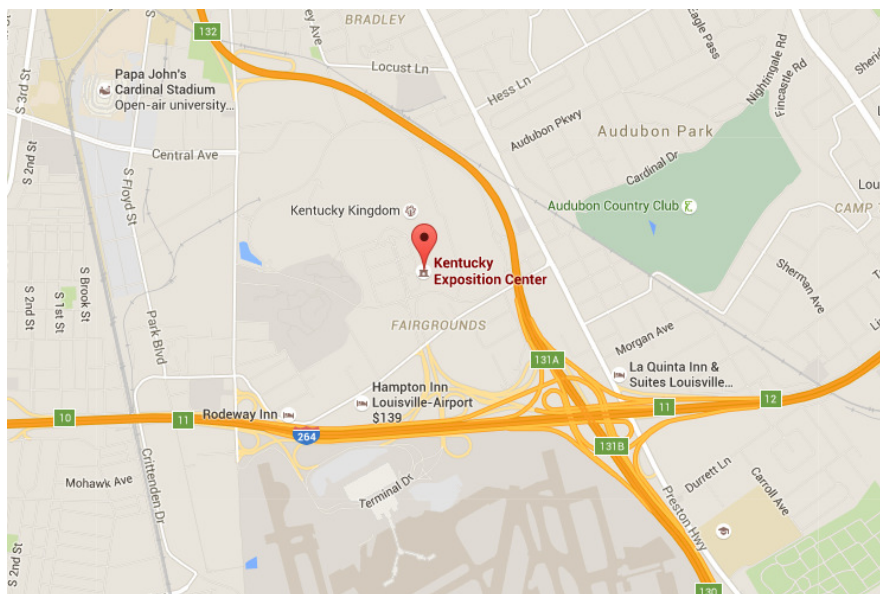 BRADLEY
132
Eagle Pass
Nightingale Rd
Fincastle Rd
Locust Ln
Hess Ln
S 3rd St
Papa John's
Cardinal Stadium
Open-air university...
Audubon Pkwy
Audubon Park
Central Ave
Cardinal Dr
S 2nd St
S Floyd St
Kentucky Kingdom
Audubon Country Club
CAMP T
Kentucky
Exposition Center
S Brook St
S 1st St
S 2nd St
Sherman Ave
Park Blvd
FAIRGROUNDS
Morgan Ave
131A
La Quinta Inn &
Suites Louisville...
Hampton Inn
Louisville-Airport
$139
Rodeway Inn
10
11
264
11
12
131B
Mohawk Ave
Crittenden Dr
Terminal Dr
Durrett Ln
Carroll Ave
Preston Hwy
S 2nd St
130